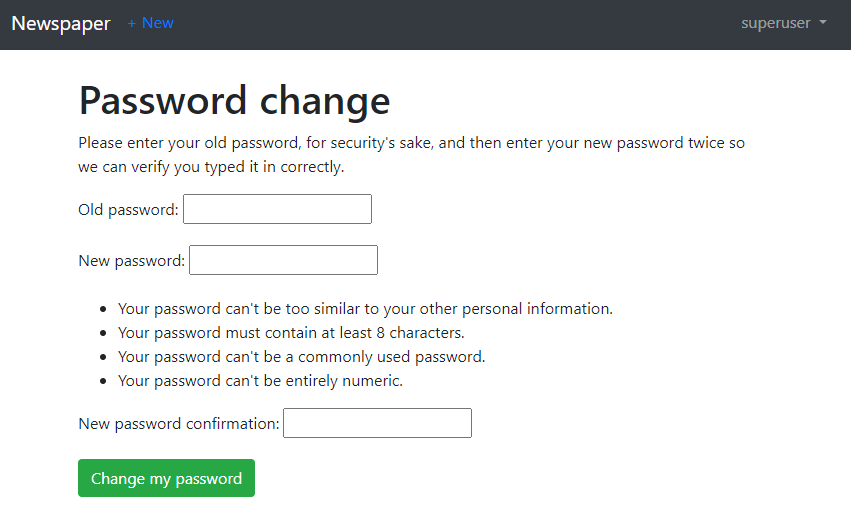 Newspaper + New superuser
Password change
Please enter your old password, for security's sake, and then enter your new password twice so
we can verify you typed it in correctly.
Old password:
New password:
Your password can't be too similar to your other personal information.
Your password must contain at least 8 characters.
Your password can't be a commonly used password.
Your password can't be entirely numeric.
New password confirmation:
Change my password